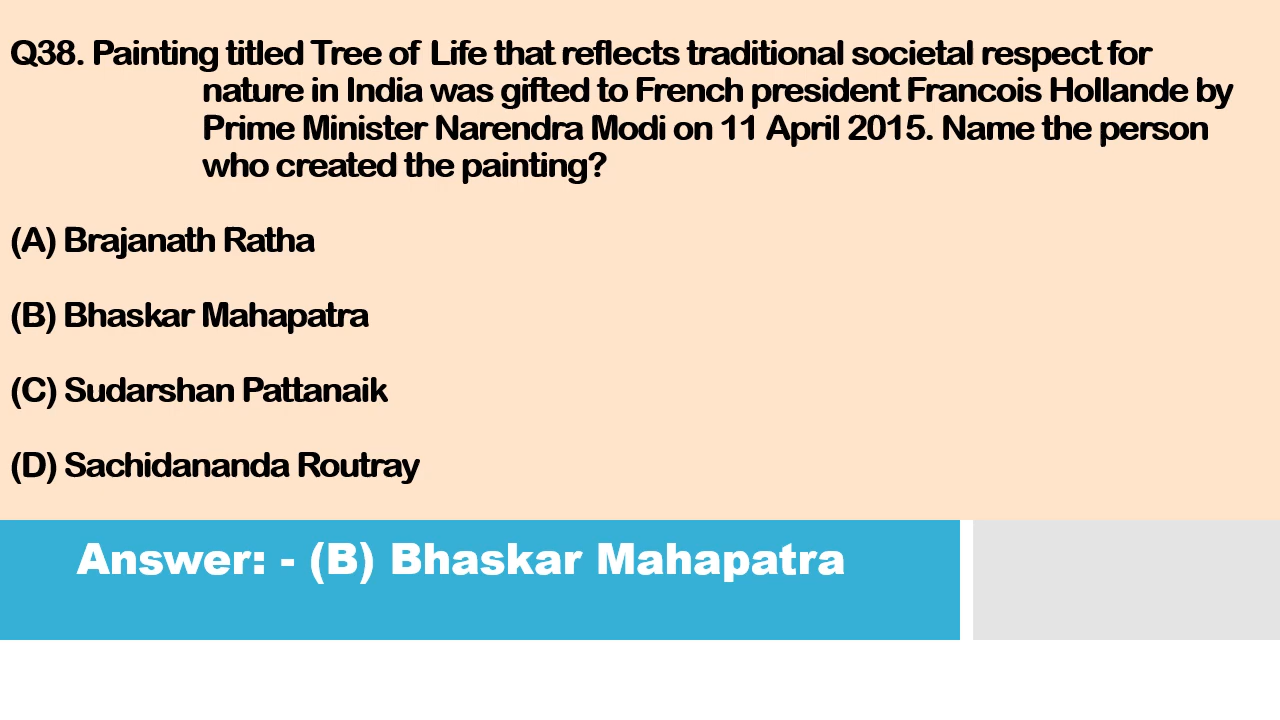 Q38. Painting titled Tree of Life that reflects traditional societal respect for
nature in India was gifted to French president Francois Hollande by
Prime Minister Narendra Modi on 11 April 2015. Name the person
who created the painting?
(A) Brajanath Ratha
(B) Bhaskar Mahapatra
(C) Sudarshan Pattanaik
(D) Sachidananda Routray
Answer: - (B) Bhaskar Mahapatra